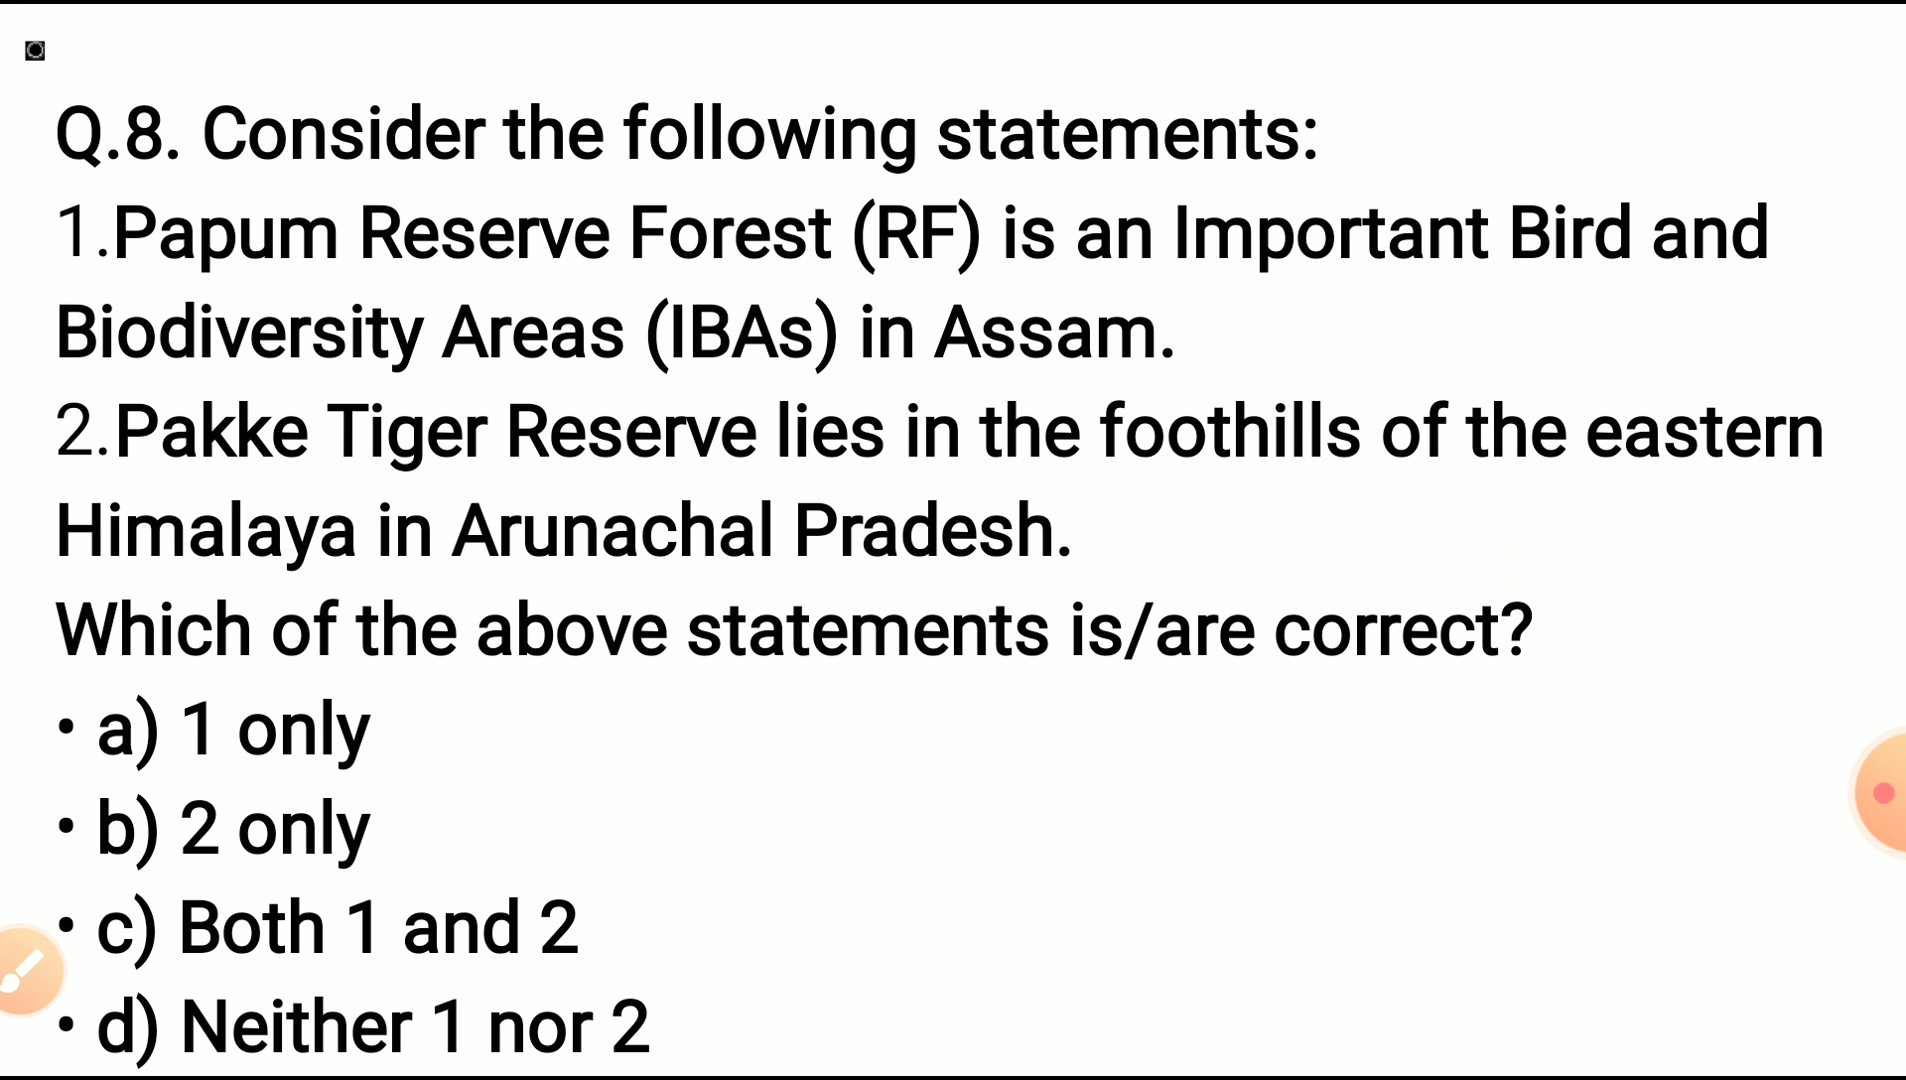 Q.8. Consider the following statements:
1.Papum Reserve Forest (RF) is an Important Bird and
Biodiversity Areas (IBAs) in Assam.
2.Pakke Tiger Reserve lies in the foothills of the eastern
Himalaya in Arunachal Pradesh.
Which of the above statements is/are correct?
• a) 1 only
• b) 2 only
• c) Both 1 and 2
• d) Neither 1 nor 2